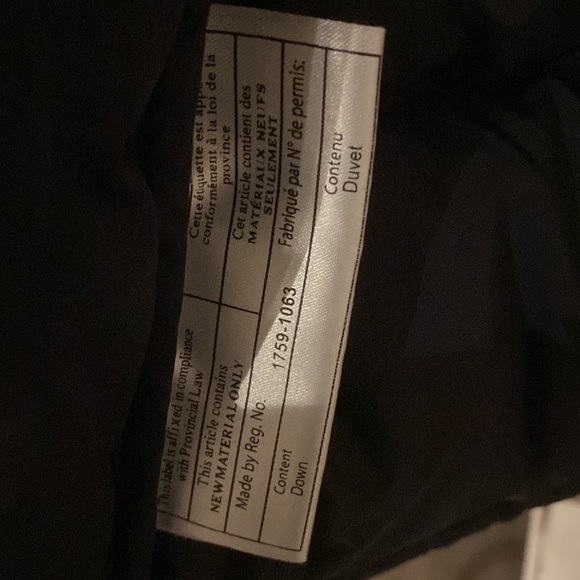 This label is affixed in compliance
with Provincial Law
Cette étiquette est
conformément à la loi de la
province
This article contains
NEW MATERIAL ONLY
Cet article contient des
MATÉRIAUX NEUFS
SEULEMENT
Made by Reg. No. 1759-1063 Fabriqué par N° de permis:
Content
Down
Contenu
Duvet